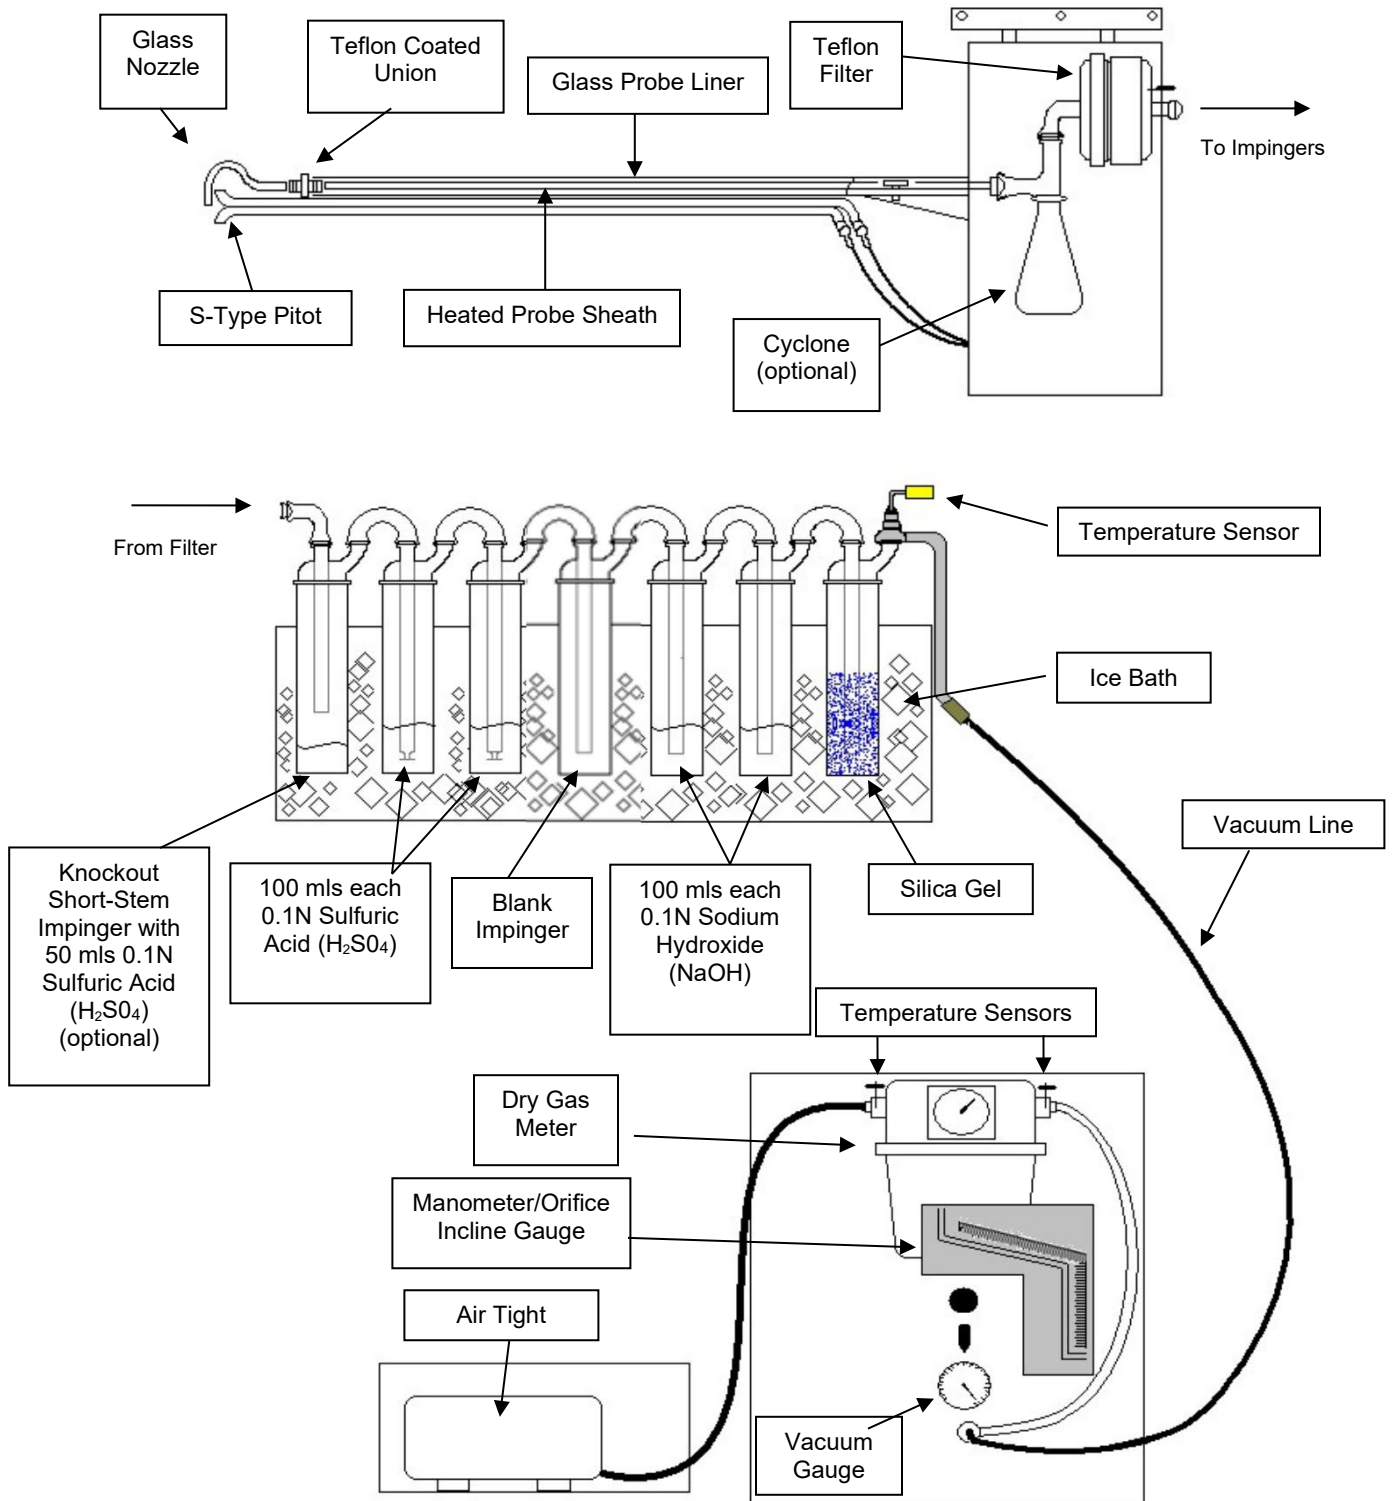 Glass
Nozzle
Teflon Coated
Union
Glass Probe Liner
Teflon
Filter
To Impingers
S-Type Pitot
Heated Probe Sheath
Cyclone
(optional)
From Filter
Temperature Sensor
Ice Bath
Vacuum Line
Knockout
Short-Stem
Impinger with
50 mls 0.1N
Sulfuric Acid
(H₂S0₄)
(optional)
100 mls each
0.1N Sulfuric
Acid (H₂S0₄)
Blank
Impinger
100 mls each
0.1N Sodium
Hydroxide
(NaOH)
Silica Gel
Temperature Sensors
Dry Gas
Meter
Manometer/Orifice
Incline Gauge
Air Tight
Vacuum
Gauge